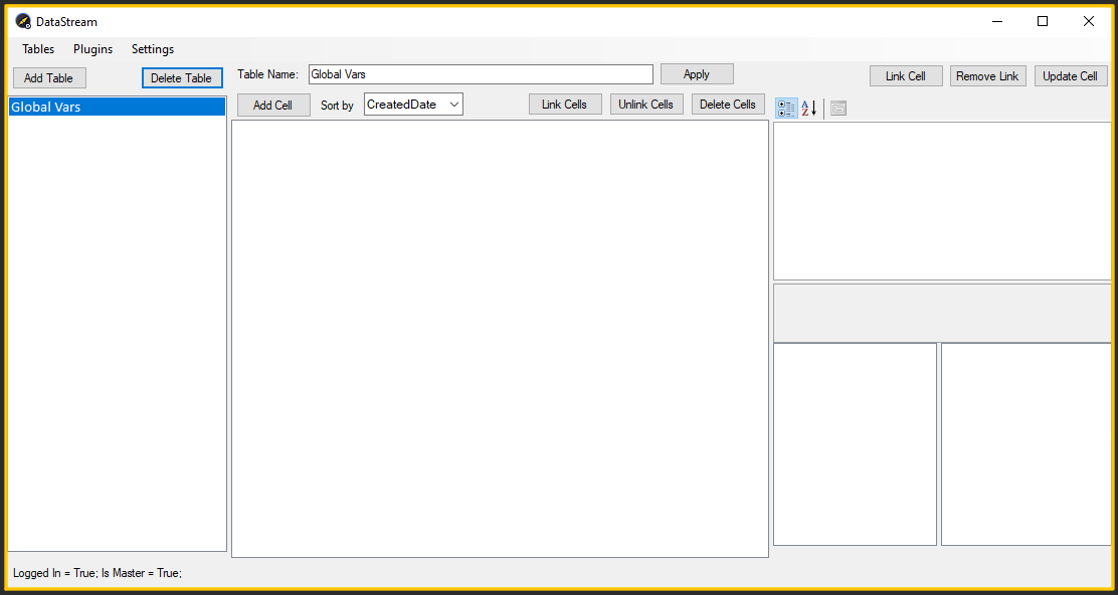 DataStream
Tables Plugins Settings
Add Table Delete Table Table Name: Global Vars Apply Link Cell Remove Link Update Cell
Global Vars Add Cell Sort by CreatedDate Link Cells Unlink Cells Delete Cells
Logged In = True; Is Master = True;